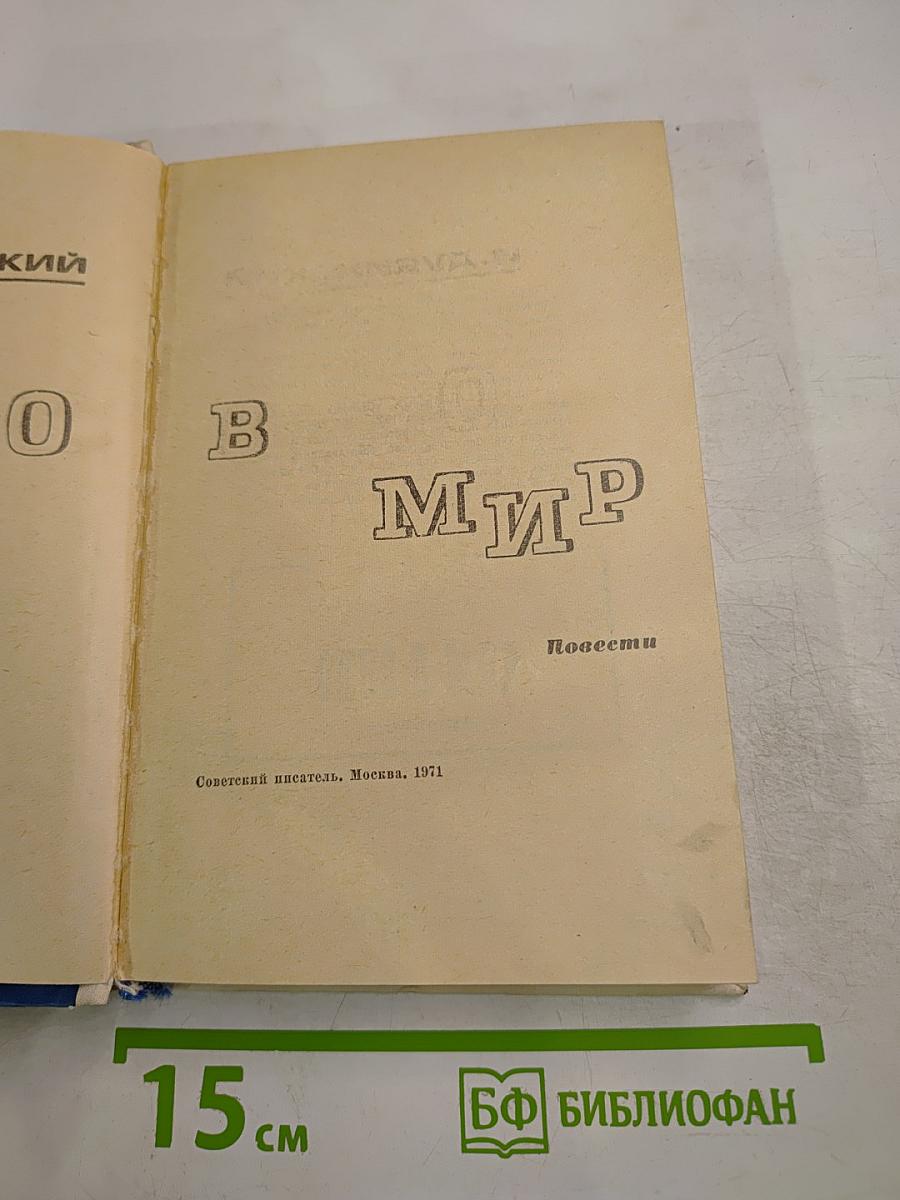 кий
О
В
МИР
Повести
Советский писатель. Москва. 1971
15 см
БФ БИБЛИОФАН